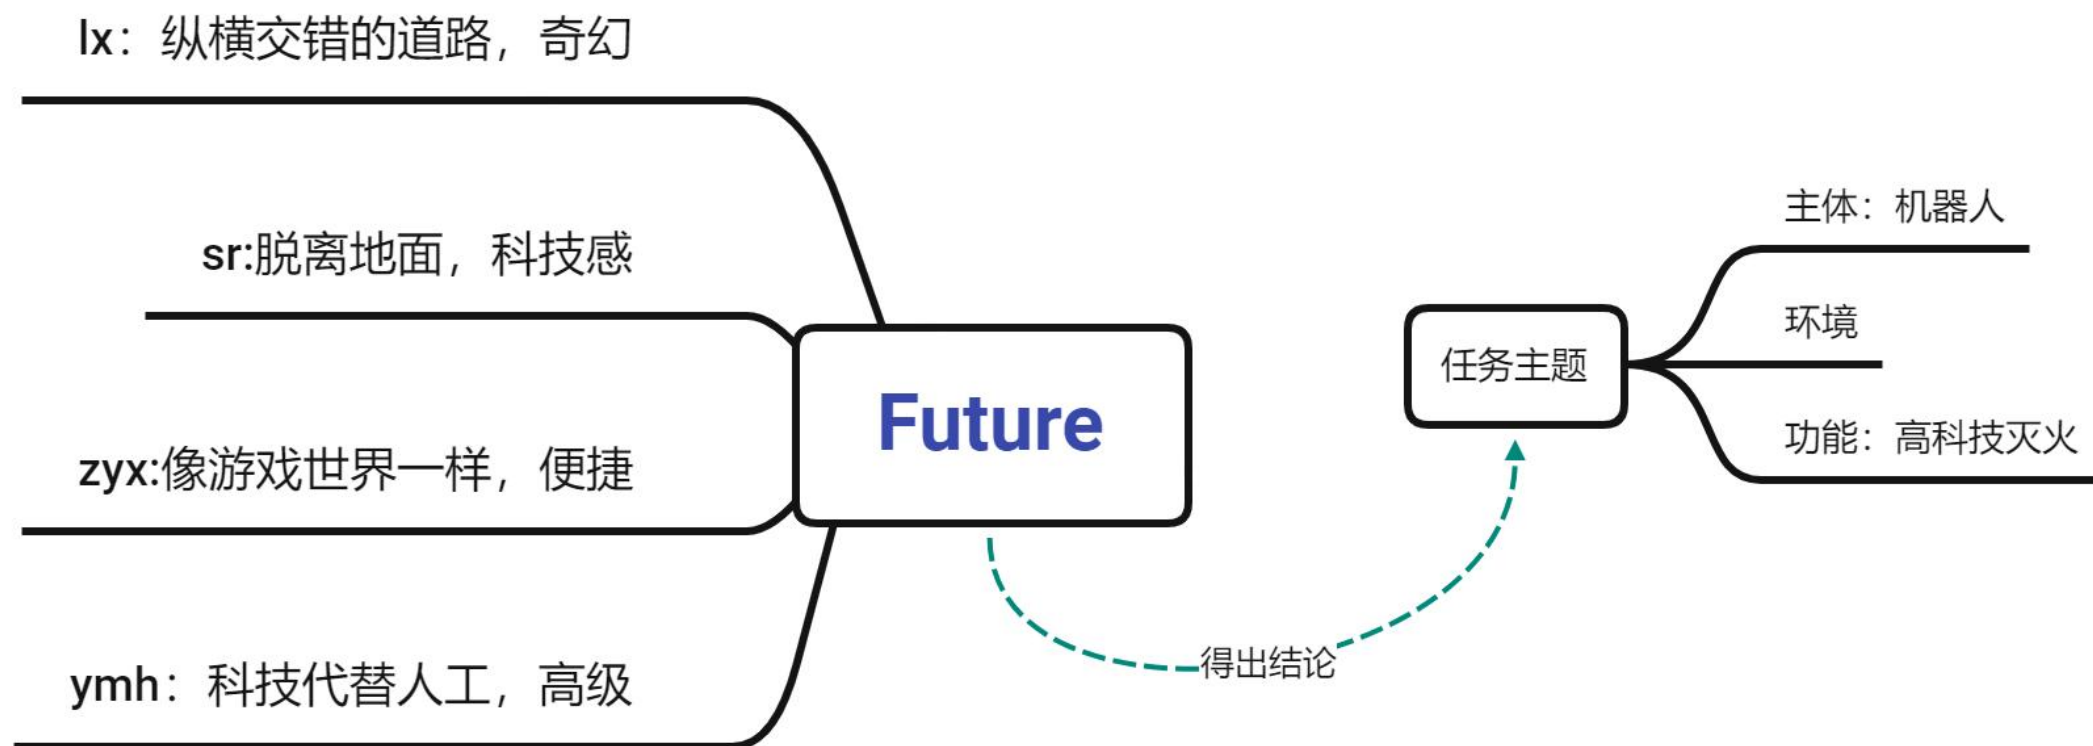 lx：纵横交错的道路，奇幻
sr:脱离地面，科技感
zyx:像游戏世界一样，便捷
ymh：科技代替人工，高级
Future
得出结论
任务主题
主体：机器人
环境
功能：高科技灭火